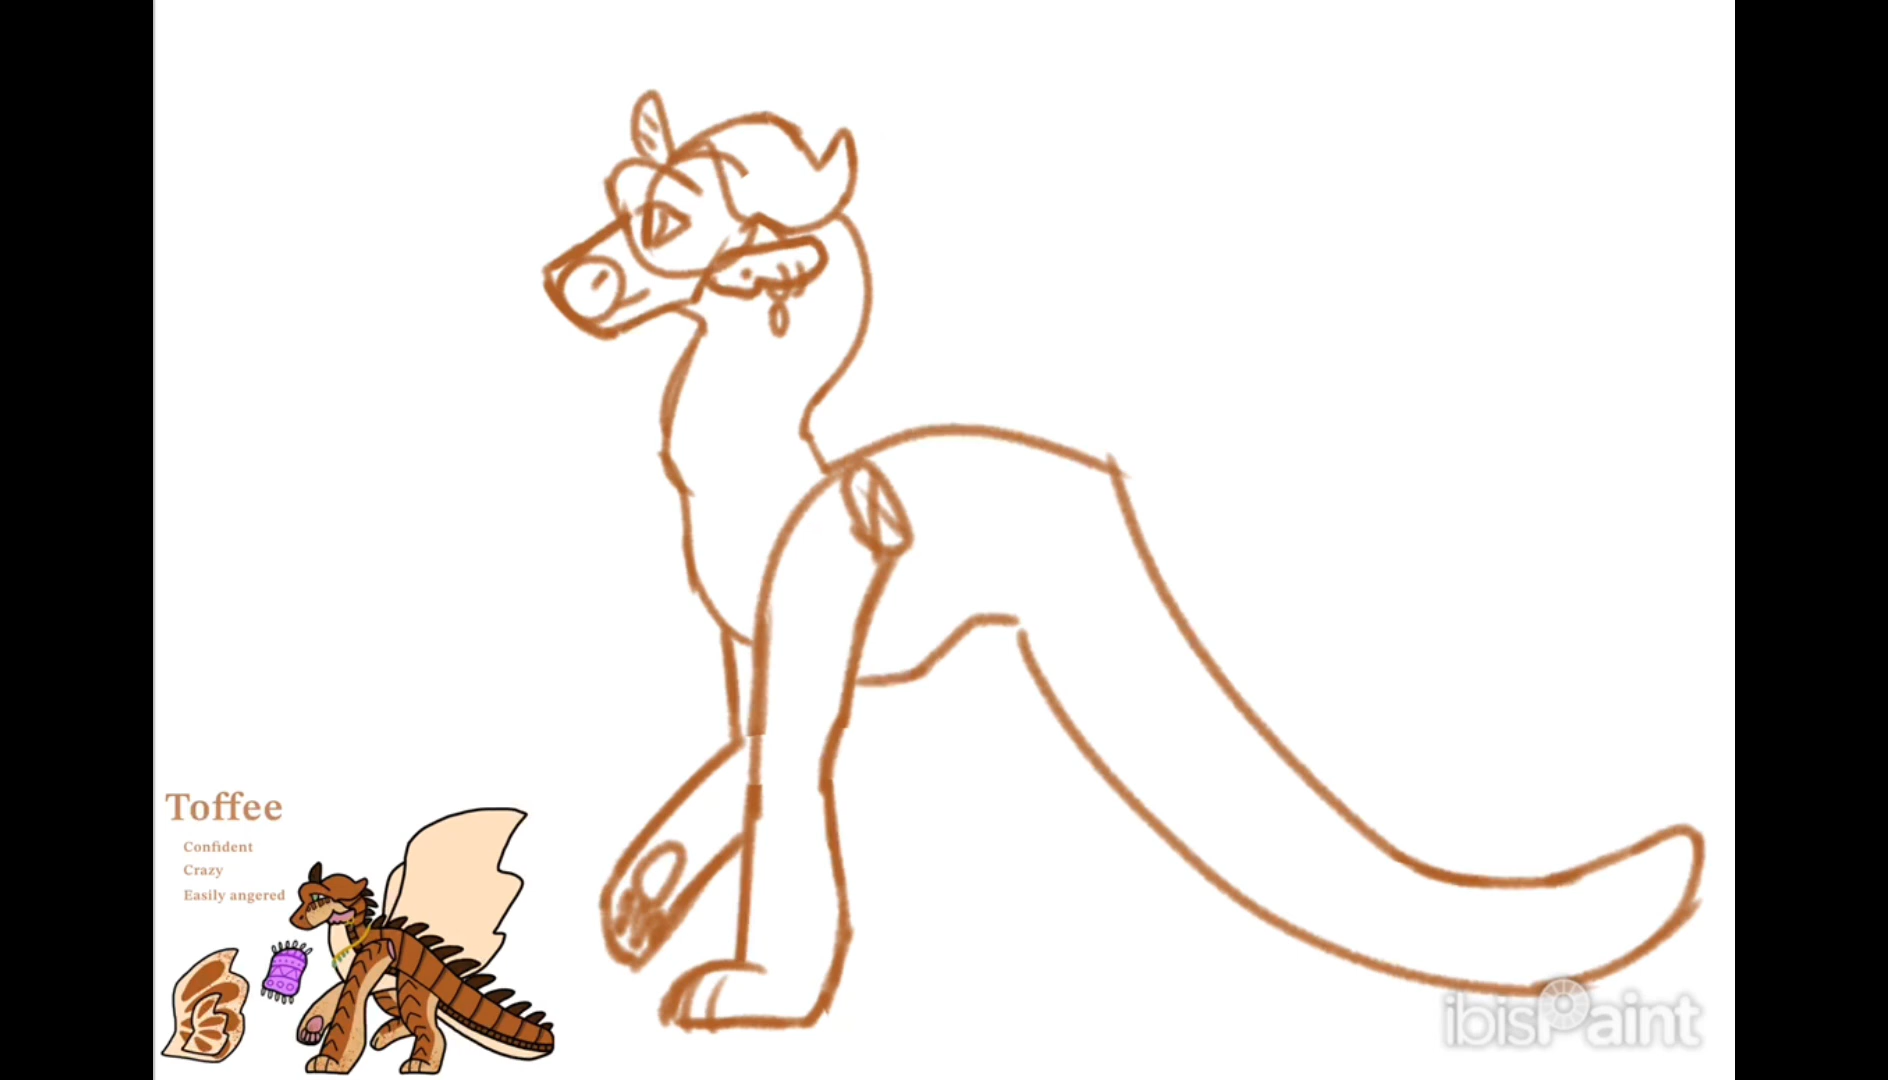 Toffee
Confident
Crazy
Easily angered
ibisPaint